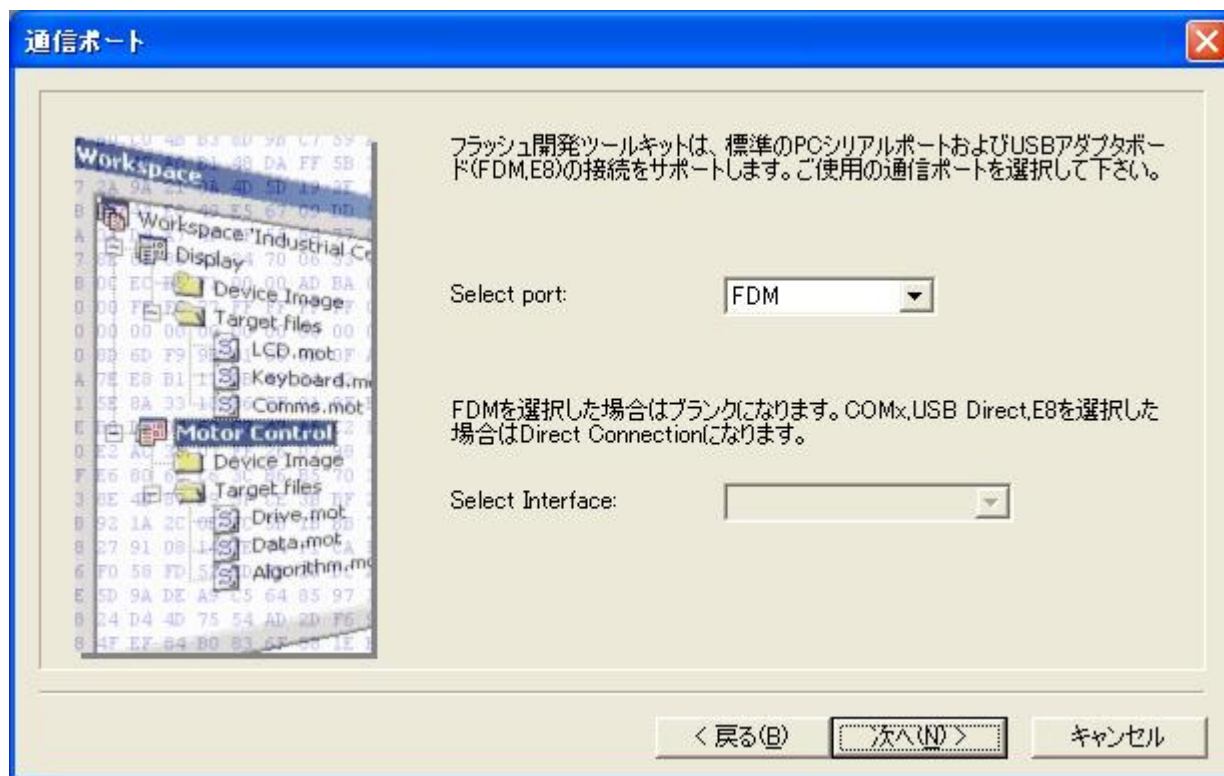 通信ポート
Workspace
Workspace 'Industrial Co
Display
Device Image
Target files
LCD.mot
Keyboard.mo
Comms.mot
Motor Control
Device Image
Target files
Drive.mot
Data.mot
Algorithm.mo
フラッシュ開発ツールキットは、標準のPCシリアルポートおよびUSBアダプタボー
ド(FDM,E8)の接続をサポートします。ご使用の通信ポートを選択して下さい。
Select port:
FDM
FDMを選択した場合はブランクになります。COMx,USB Direct,E8を選択した
場合はDirect Connectionになります。
Select Interface:
< 戻る(B)
次へ(N) >
キャンセル